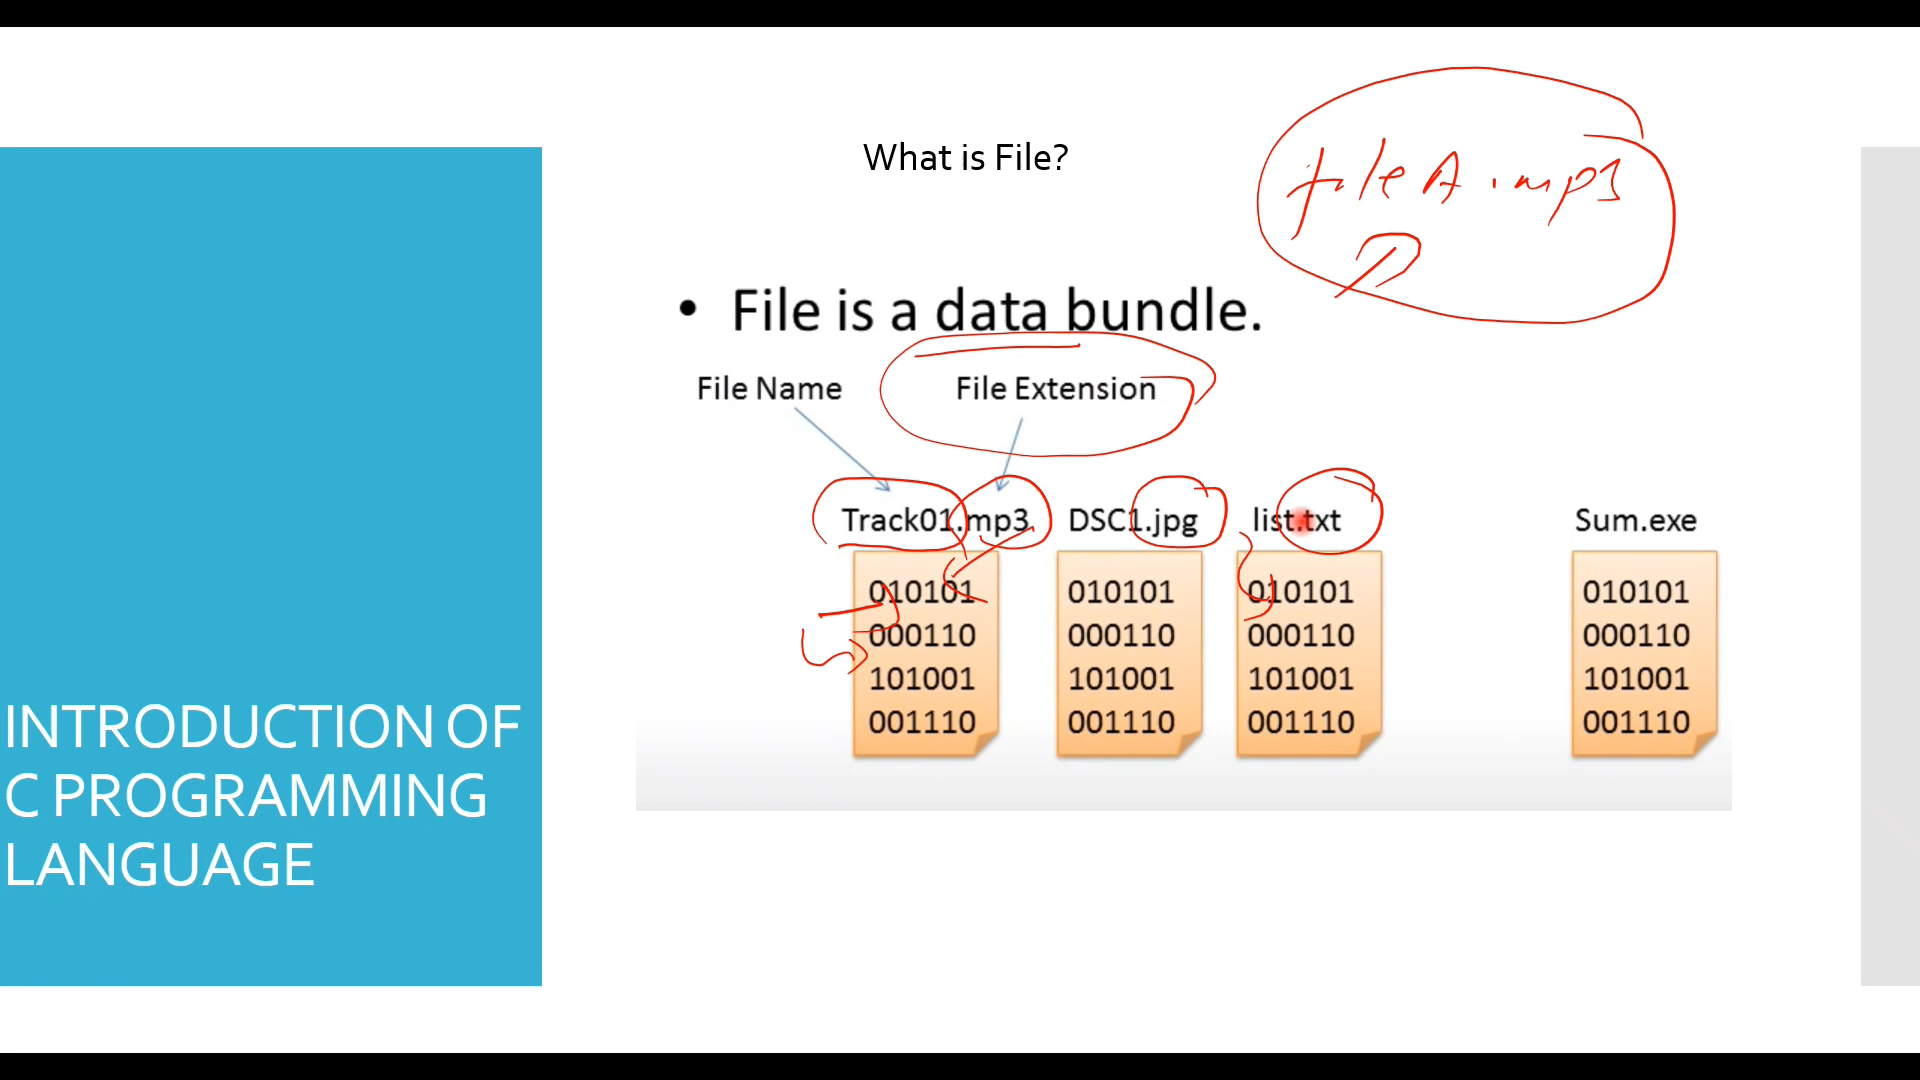 What is File?
fileA.mp3
• File is a data bundle.
File Name File Extension
Track01.mp3 DSC1.jpg list.txt Sum.exe
010101 010101 010101 010101
000110 000110 000110 000110
101001 101001 101001 101001
001110 001110 001110 001110
INTRODUCTION OF
C PROGRAMMING
LANGUAGE